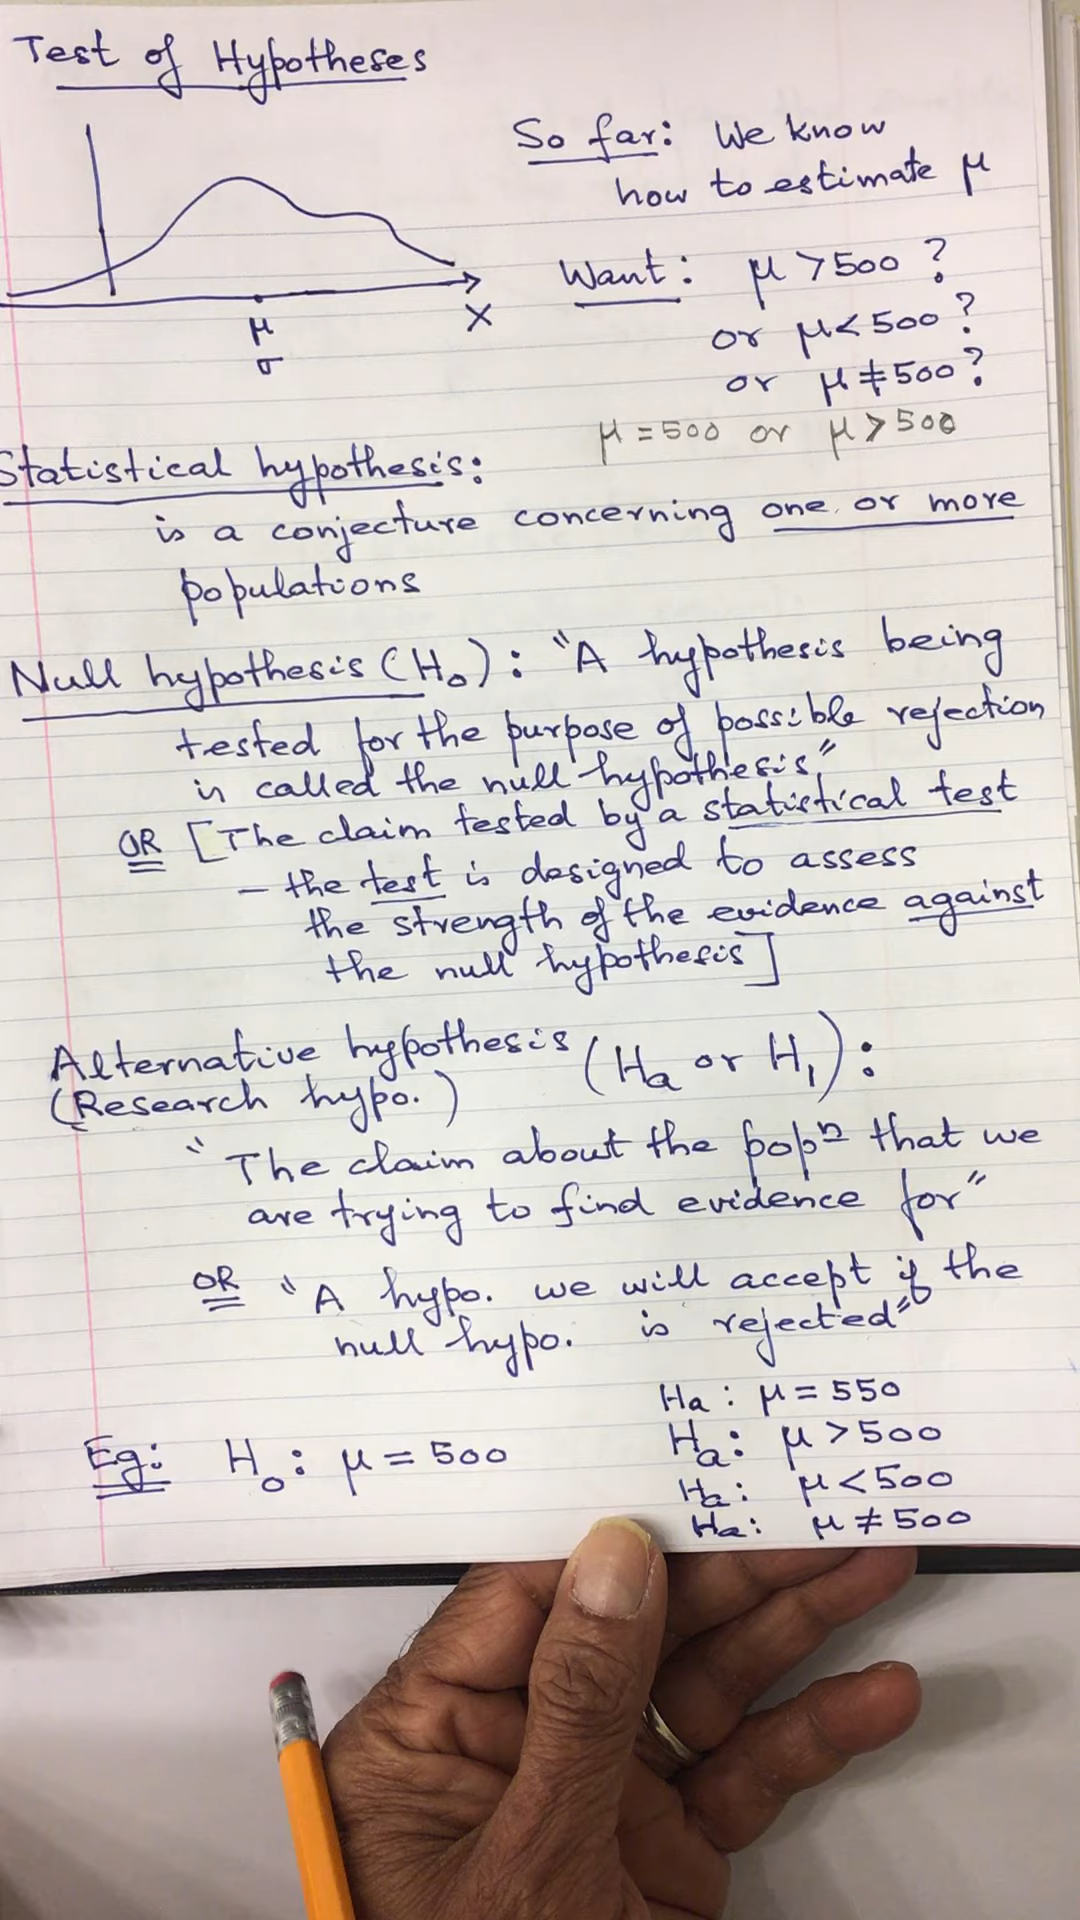 Test of Hypotheses
So far: We know
how to estimate μ
Want: μ > 500 ?
or μ < 500 ?
or μ ≠ 500 ?
μ = 500 or μ > 500
X
μ
σ
Statistical hypothesis:
is a conjecture concerning one or more
populations
Null hypothesis (H₀): "A hypothesis being
tested for the purpose of possible rejection
is called the null hypothesis"
OR [The claim tested by a statistical test
– the test is designed to assess
the strength of the evidence against
the null hypothesis]
Alternative hypothesis (Ha or H₁):
(Research hypo.)
"The claim about the popⁿ that we
are trying to find evidence for"
OR "A hypo. we will accept if the
null hypo. is rejected"
Eg: H₀: μ = 500
Ha: μ = 550
Ha: μ > 500
Ha: μ < 500
Ha: μ ≠ 500